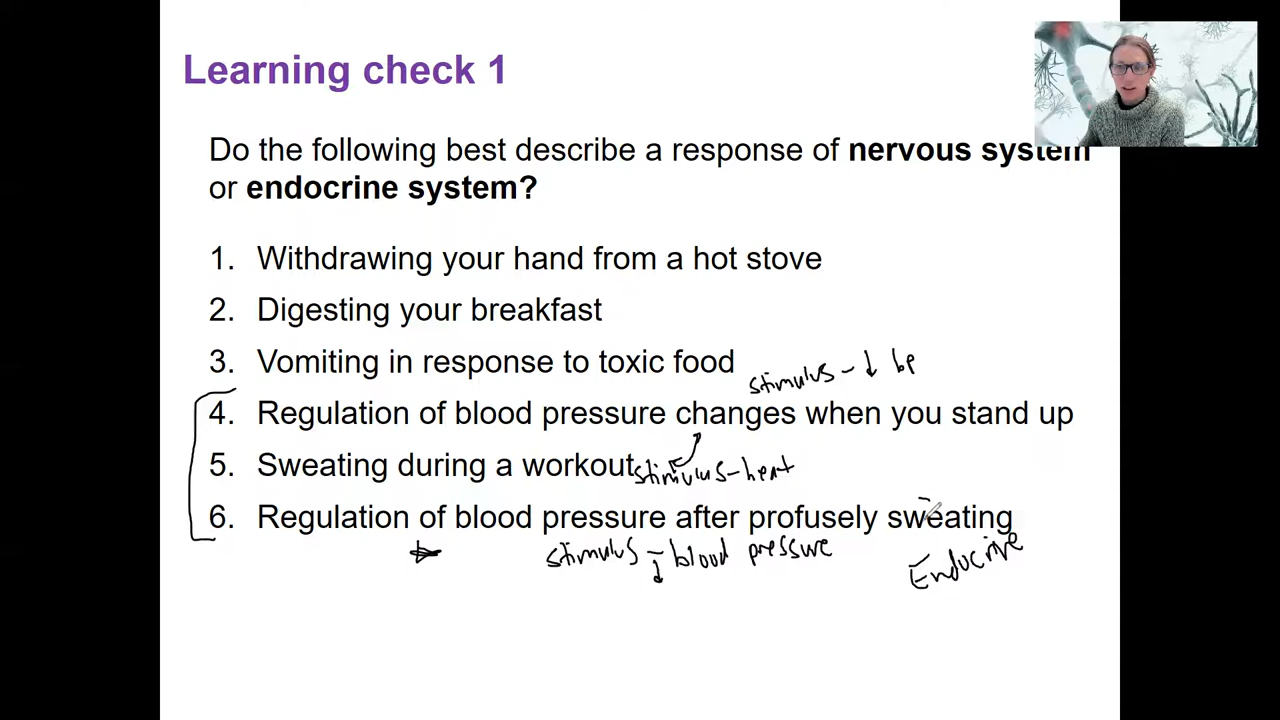 Learning check 1
Do the following best describe a response of nervous system
or endocrine system?
1. Withdrawing your hand from a hot stove
2. Digesting your breakfast
3. Vomiting in response to toxic food
stimulus - ↓ bp
4. Regulation of blood pressure changes when you stand up
5. Sweating during a workout
stimulus - heat
6. Regulation of blood pressure after profusely sweating
stimulus - ↓ blood pressure
Endocrine